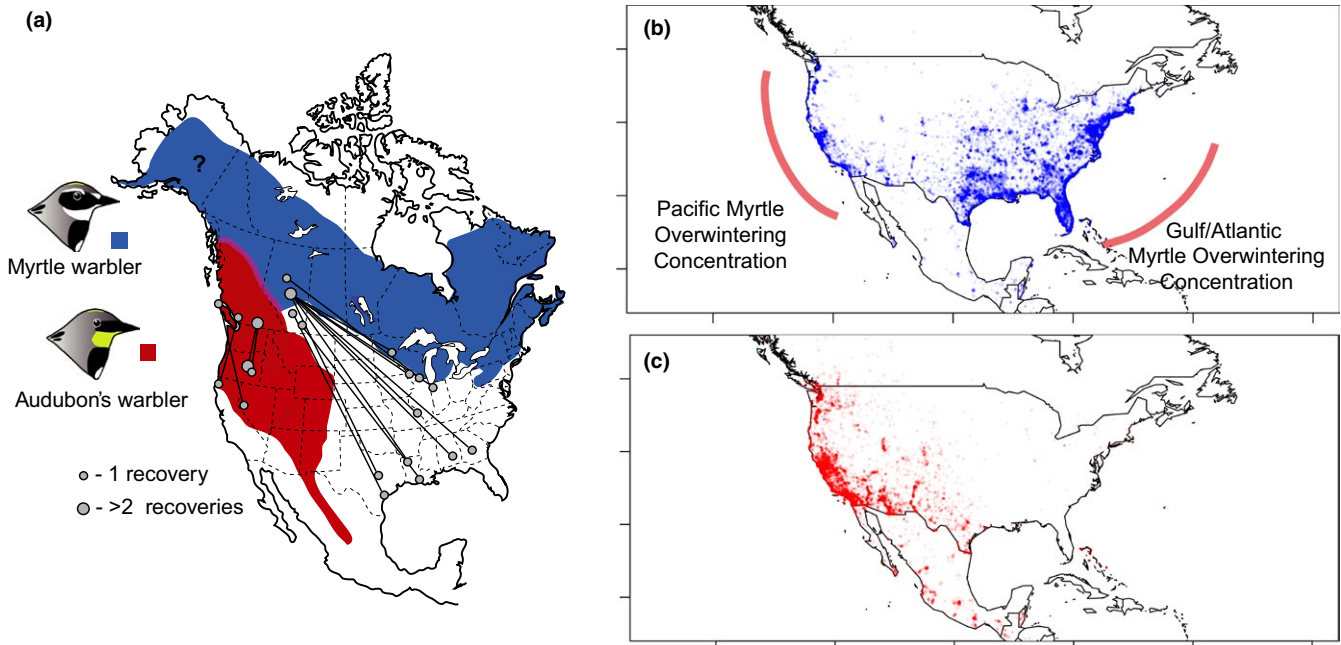 (a)
?
Myrtle warbler
Audubon's warbler
- 1 recovery
- >2 recoveries
(b)
Pacific Myrtle
Overwintering
Concentration
Gulf/Atlantic
Myrtle Overwintering
Concentration
(c)